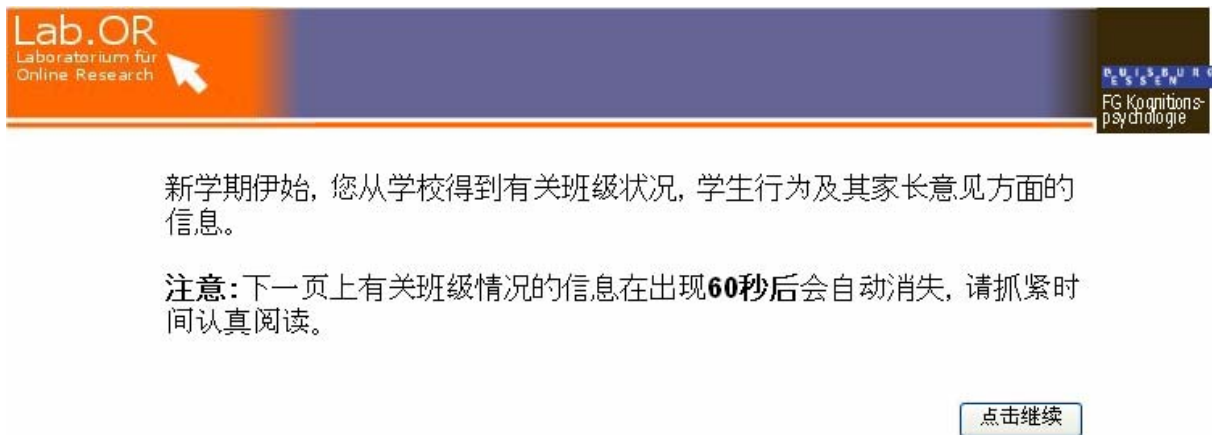 Lab.OR
Laboratorium für
Online Research
DUISBURG
ESSEN
FG Kognitions-
psychologie
新学期伊始, 您从学校得到有关班级状况, 学生行为及其家长意见方面的
信息。
注意:下一页上有关班级情况的信息在出现60秒后会自动消失, 请抓紧时
间认真阅读。
点击继续